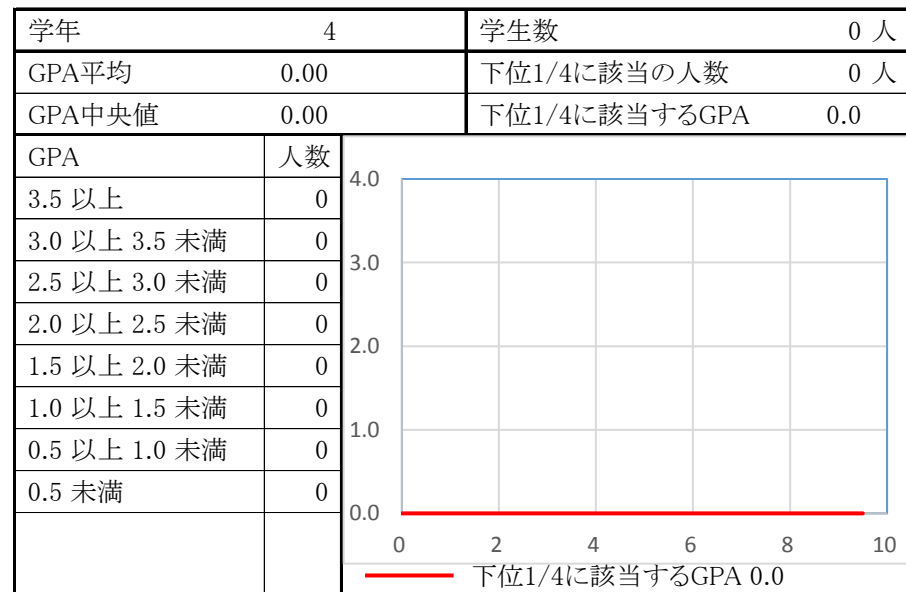 学年 4 学生数 0 人
GPA平均 0.00 下位1/4に該当の人数 0 人
GPA中央値 0.00 下位1/4に該当するGPA 0.0
GPA 人数
3.5 以上 0
3.0 以上 3.5 未満 0
2.5 以上 3.0 未満 0
2.0 以上 2.5 未満 0
1.5 以上 2.0 未満 0
1.0 以上 1.5 未満 0
0.5 以上 1.0 未満 0
0.5 未満 0
4.0
3.0
2.0
1.0
0.0
0 2 4 6 8 10
下位1/4に該当するGPA 0.0